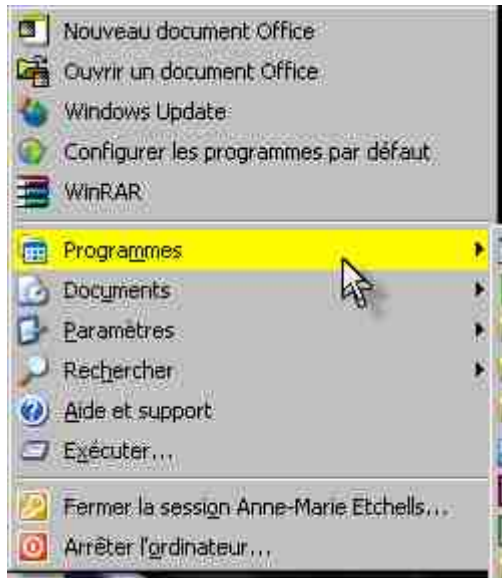 Nouveau document Office
Ouvrir un document Office
Windows Update
Configurer les programmes par défaut
WinRAR
Programmes
Documents
Paramètres
Rechercher
Aide et support
Exécuter...
Fermer la session Anne-Marie Etchells...
Arrêter l'ordinateur...